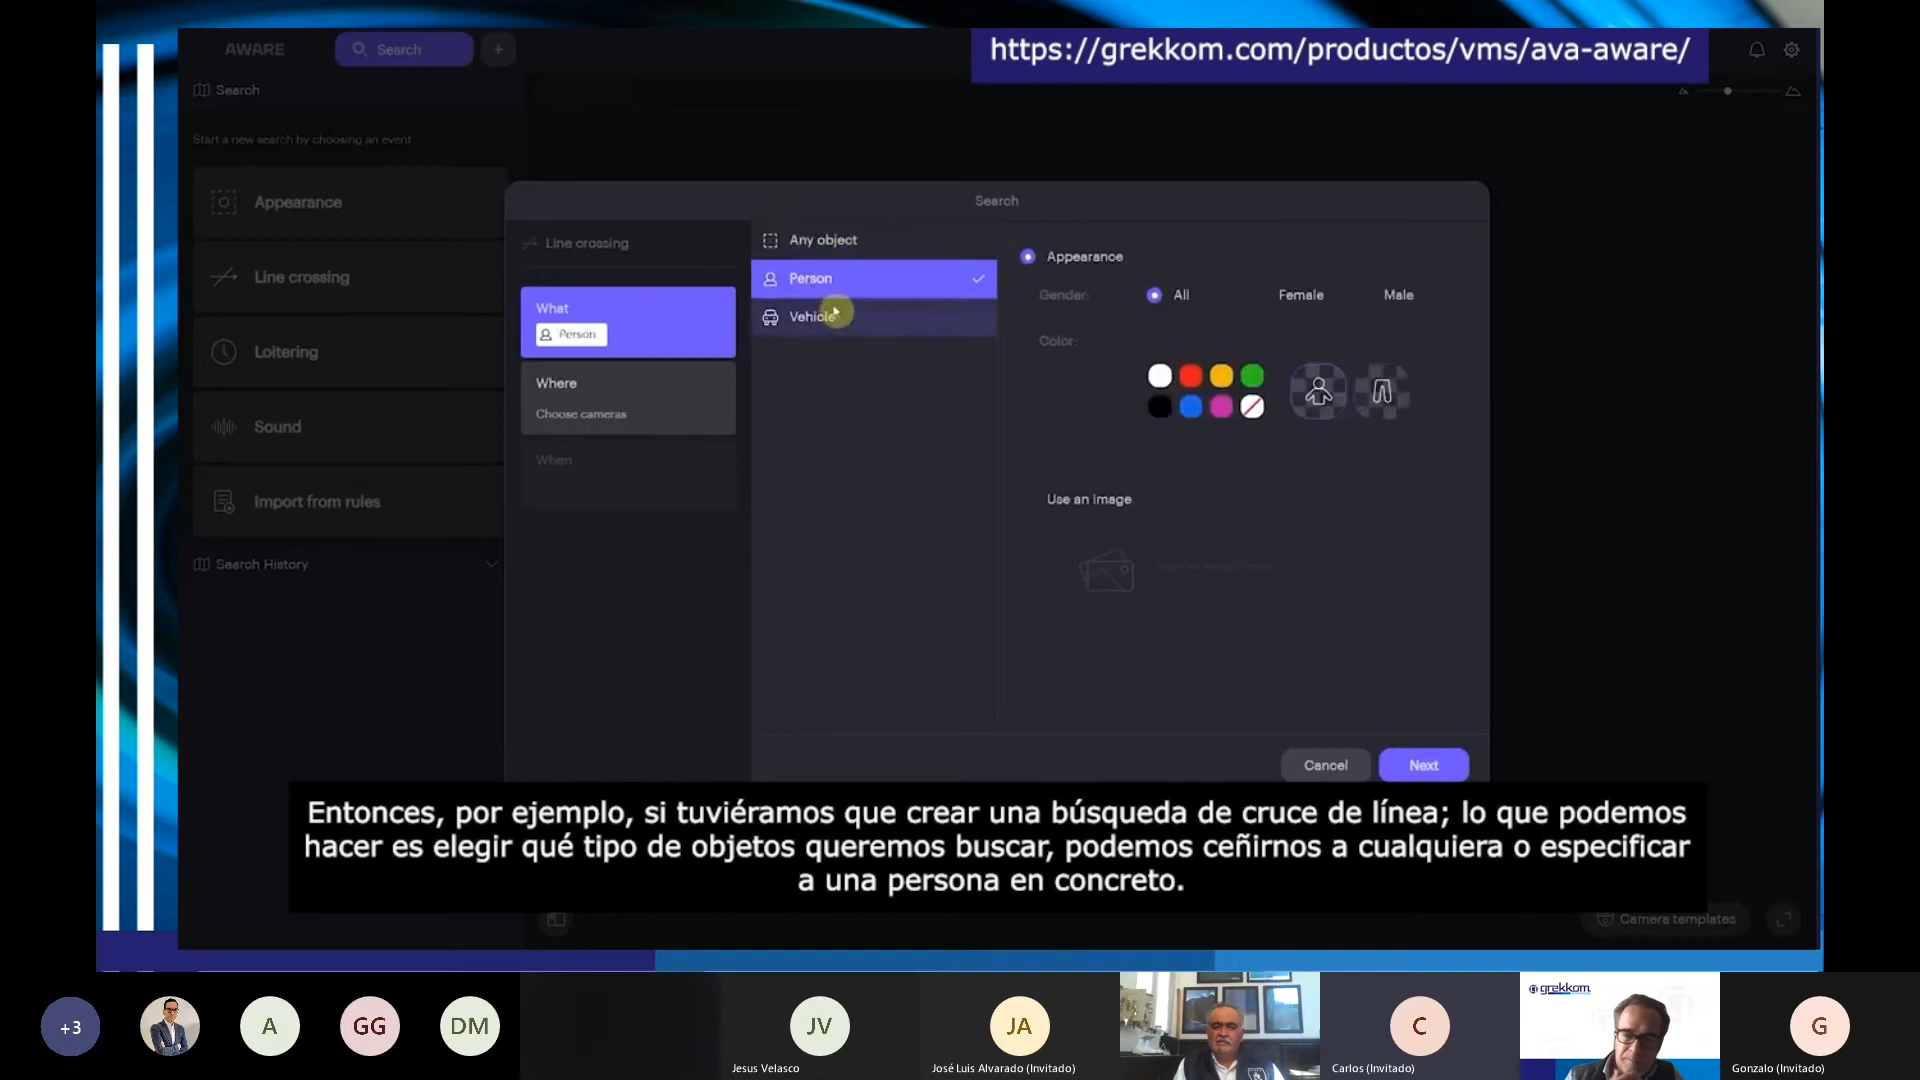 AWARE
Search
+
https://grekkom.com/productos/vms/ava-aware/
Search
Start a new search by choosing an event
Appearance
Line crossing
Loitering
Sound
Import from rules
Search History
Search
Line crossing
What
Person
Where
Choose cameras
When
Any object
Person
Vehicle
Appearance
Gender:
All
Female
Male
Color:
Use an image
Cancel
Next
Entonces, por ejemplo, si tuviéramos que crear una búsqueda de cruce de línea; lo que podemos
hacer es elegir qué tipo de objetos queremos buscar, podemos ceñirnos a cualquiera o especificar
a una persona en concreto.
Camera templates
+3
A
GG
DM
JV
Jesus Velasco
JA
José Luis Alvarado (Invitado)
C
Carlos (Invitado)
grekkom
G
Gonzalo (Invitado)